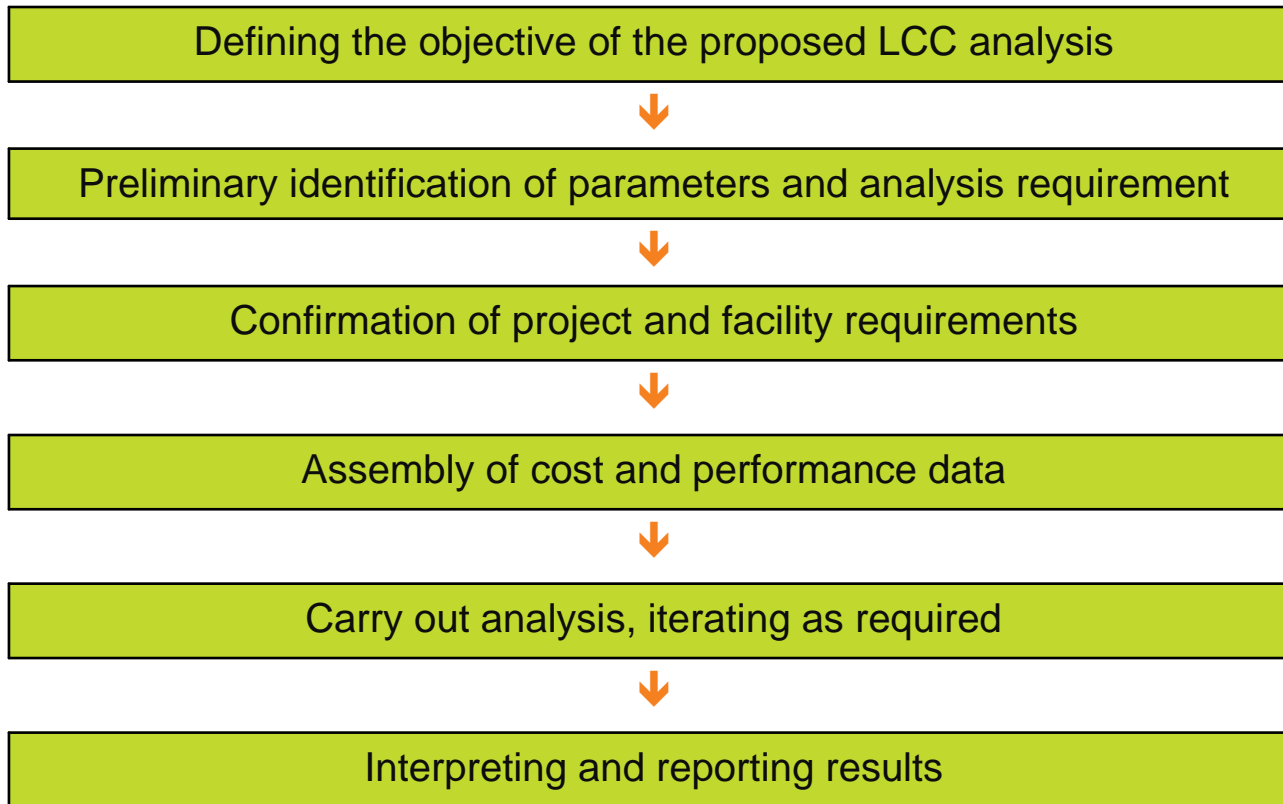 Defining the objective of the proposed LCC analysis
Preliminary identification of parameters and analysis requirement
Confirmation of project and facility requirements
Assembly of cost and performance data
Carry out analysis, iterating as required
Interpreting and reporting results